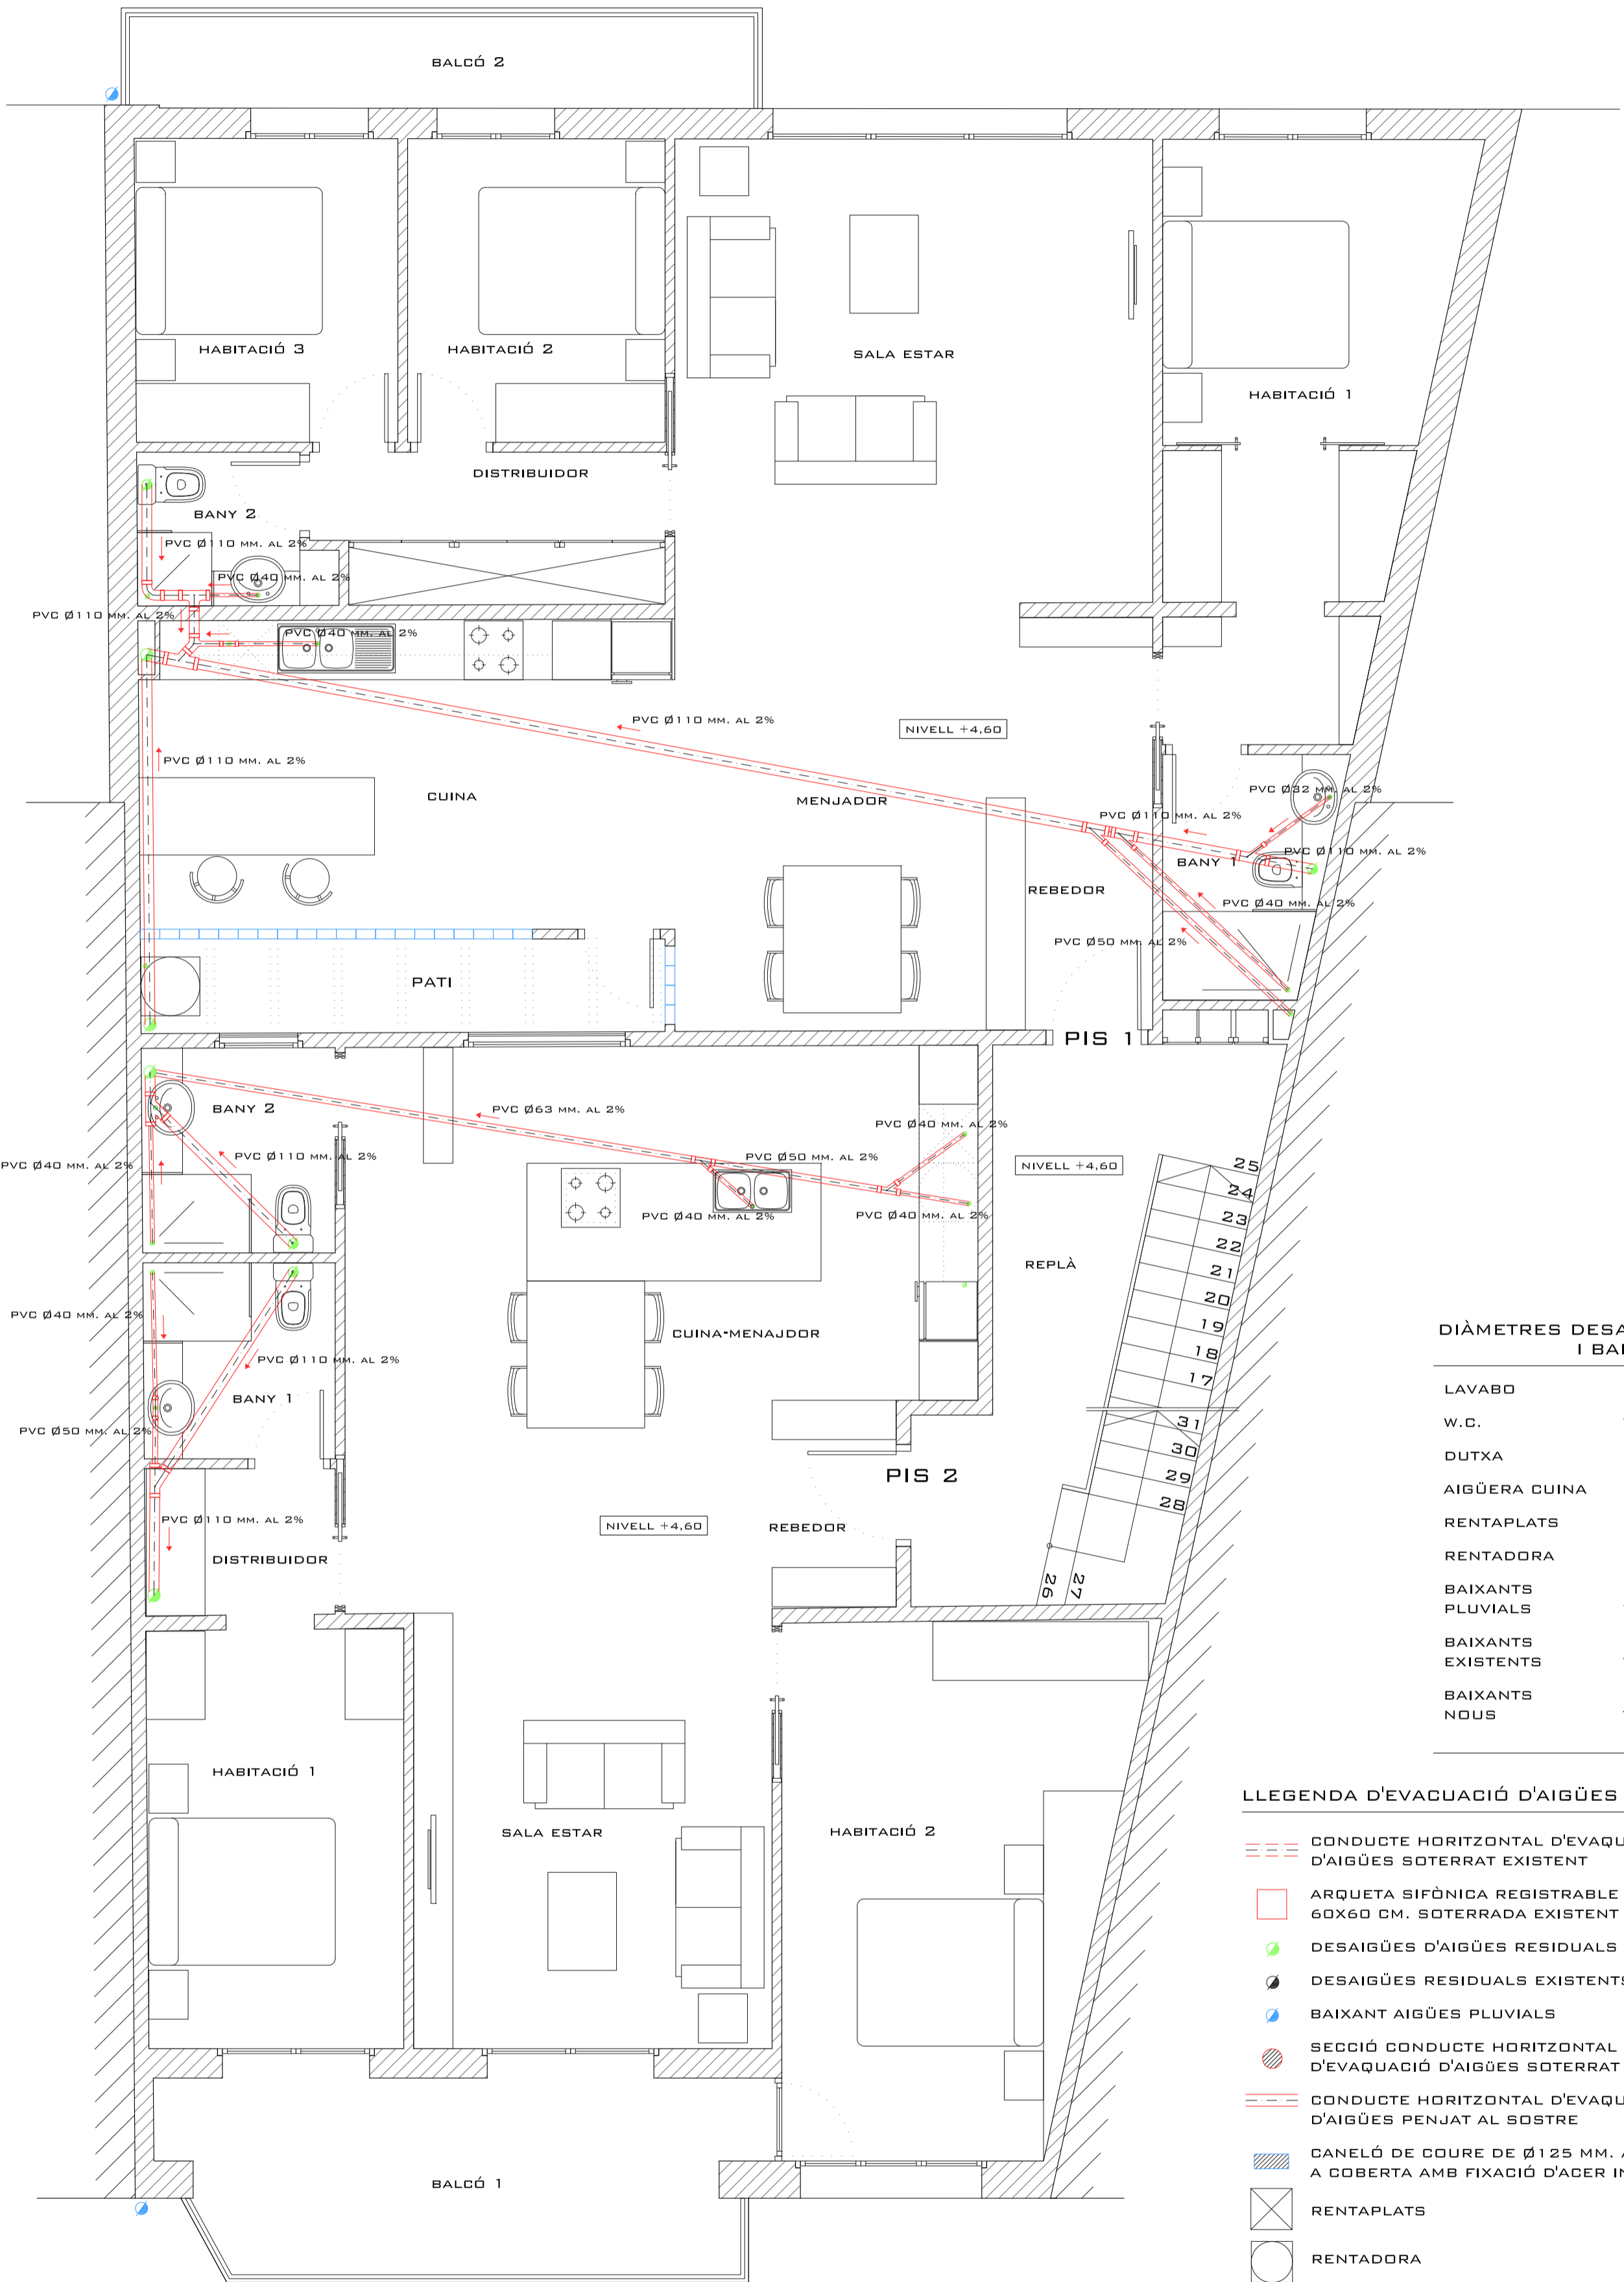 BALCÓ 2
HABITACIÓ 3
HABITACIÓ 2
SALA ESTAR
HABITACIÓ 1
DISTRIBUIDOR
BANY 2
PVC Ø110 MM. AL 2%
PVC Ø40 MM. AL 2%
PVC Ø110 MM. AL 2%
PVC Ø40 MM. AL 2%
PVC Ø110 MM. AL 2%
NIVELL +4,60
PVC Ø110 MM. AL 2%
CUINA
MENJADOR
PVC Ø32 MM. AL 2%
PVC Ø110 MM. AL 2%
PVC Ø110 MM. AL 2%
BANY 1
REBEDOR
PVC Ø40 MM. AL 2%
PVC Ø50 MM. AL 2%
PATI
PIS 1
BANY 2
PVC Ø63 MM. AL 2%
PVC Ø40 MM. AL 2%
PVC Ø110 MM. AL 2%
PVC Ø50 MM. AL 2%
PVC Ø40 MM. AL 2%
NIVELL +4,60
25
24
23
22
21
20
19
18
17
31
30
29
28
27
26
PVC Ø40 MM. AL 2%
PVC Ø40 MM. AL 2%
REPLÀ
PVC Ø40 MM. AL 2%
CUINA-MENAJDOR
PVC Ø110 MM. AL 2%
BANY 1
PVC Ø50 MM. AL 2%
PIS 2
PVC Ø110 MM. AL 2%
NIVELL +4,60
REBEDOR
DISTRIBUIDOR
HABITACIÓ 1
SALA ESTAR
HABITACIÓ 2
BALCÓ 1
DIÀMETRES DESA
I BAI
LAVABO
W.C.
DUTXA
AIGÜERA CUINA
RENTAPLATS
RENTADORA
BAIXANTS
PLUVIALS
BAIXANTS
EXISTENTS
BAIXANTS
NOUS
LLEGENDA D'EVACUACIÓ D'AIGÜES
CONDUCTE HORITZONTAL D'EVAQU
D'AIGÜES SOTERRAT EXISTENT
ARQUETA SIFÒNICA REGISTRABLE
60X60 CM. SOTERRADA EXISTENT
DESAIGÜES D'AIGÜES RESIDUALS
DESAIGÜES RESIDUALS EXISTENTS
BAIXANT AIGÜES PLUVIALS
SECCIÓ CONDUCTE HORITZONTAL
D'EVAQUACIÓ D'AIGüES SOTERRAT
CONDUCTE HORITZONTAL D'EVAQU
D'AIGÜES PENJAT AL SOSTRE
CANELÓ DE COURE DE Ø125 MM. A
A COBERTA AMB FIXACIÓ D'ACER IN
RENTAPLATS
RENTADORA